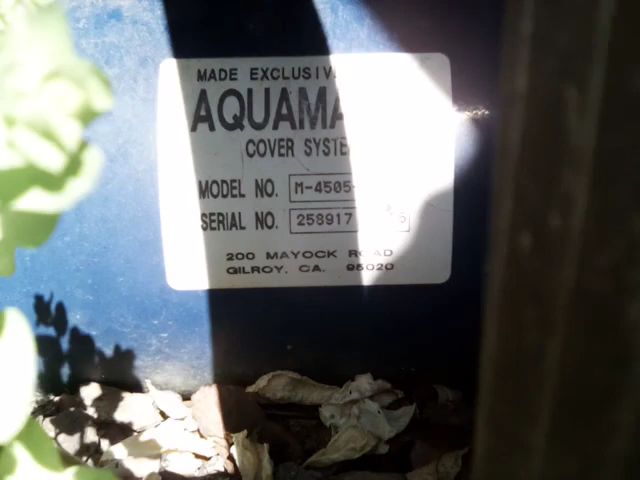 MADE EXCLUSIV
AQUAMA
COVER SYSTE
MODEL NO. M-4505-
SERIAL NO. 258917
200 MAYOCK ROAD
GILROY, CA. 95020